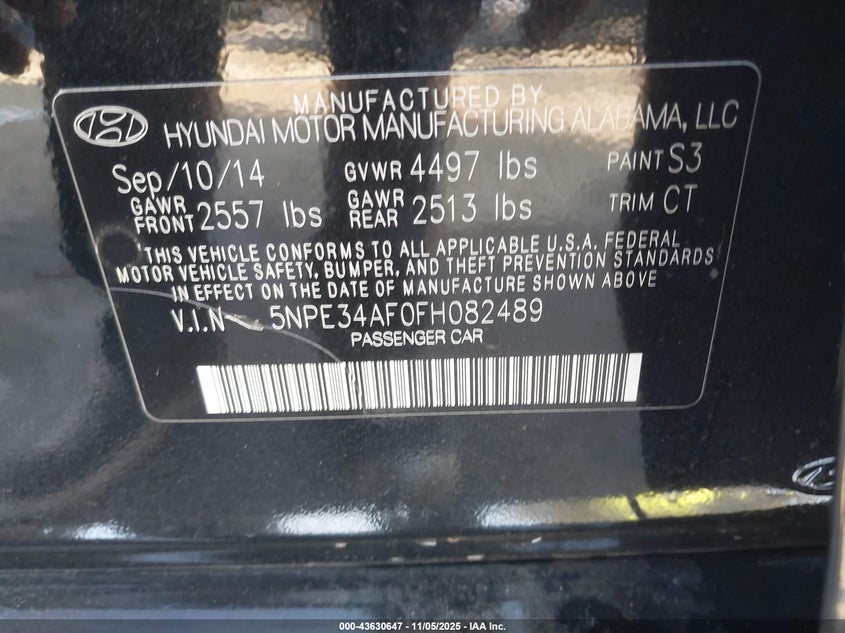 MANUFACTURED BY
HYUNDAI MOTOR MANUFACTURING ALABAMA, LLC
Sep/10/14 GVWR 4497 lbs PAINT S3
GAWR FRONT 2557 lbs GAWR REAR 2513 lbs TRIM CT
THIS VEHICLE CONFORMS TO ALL APPLICABLE U.S.A. FEDERAL
MOTOR VEHICLE SAFETY, BUMPER, AND THEFT PREVENTION STANDARDS
IN EFFECT ON THE DATE OF MANUFACTURE SHOWN ABOVE
V.I.N 5NPE34AF0FH082489
PASSENGER CAR
000-43630647 - 11/05/2025 - IAA Inc.